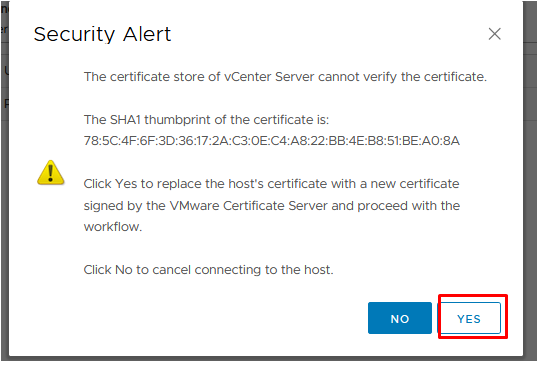 Security Alert
The certificate store of vCenter Server cannot verify the certificate.
The SHA1 thumbprint of the certificate is:
78:5C:4F:6F:3D:36:17:2A:C3:0E:C4:A8:22:BB:4E:B8:51:BE:A0:8A
Click Yes to replace the host's certificate with a new certificate
signed by the VMware Certificate Server and proceed with the
workflow.
Click No to cancel connecting to the host.
NO YES